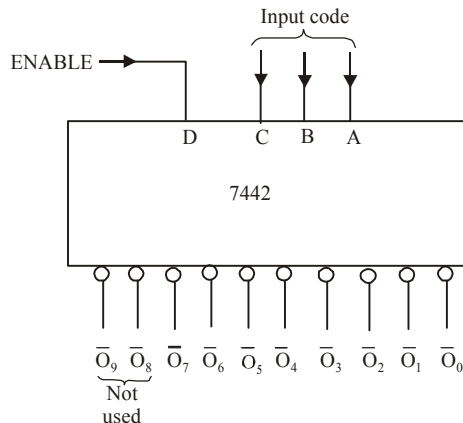 Input code
ENABLE
D C B A
7442
O̅₉ O̅₈ O̅₇ O̅₆ O̅₅ O̅₄ O̅₃ O̅₂ O̅₁ O̅₀
Not
used